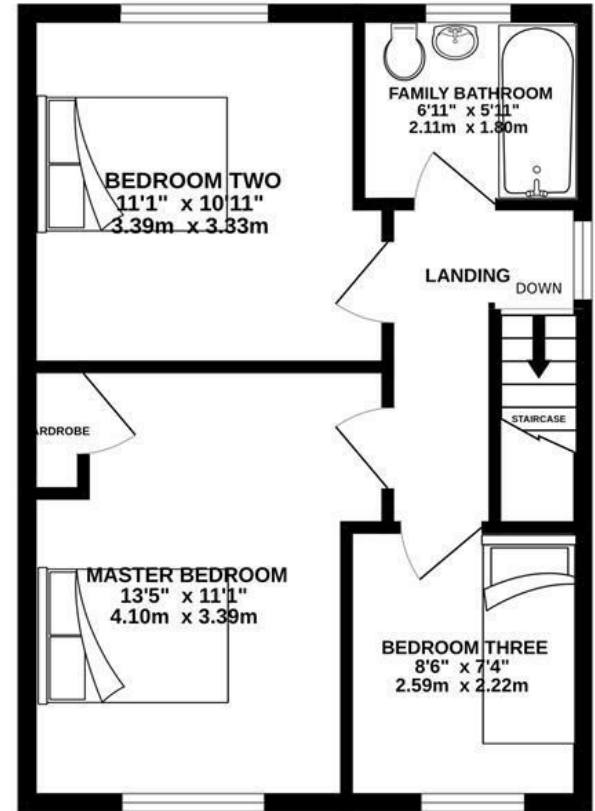 FAMILY BATHROOM
6'11" x 5'11"
2.11m x 1.80m
BEDROOM TWO
11'1" x 10'11"
3.39m x 3.33m
LANDING
DOWN
STAIRCASE
ARDROBE
MASTER BEDROOM
13'5" x 11'1"
4.10m x 3.39m
BEDROOM THREE
8'6" x 7'4"
2.59m x 2.22m